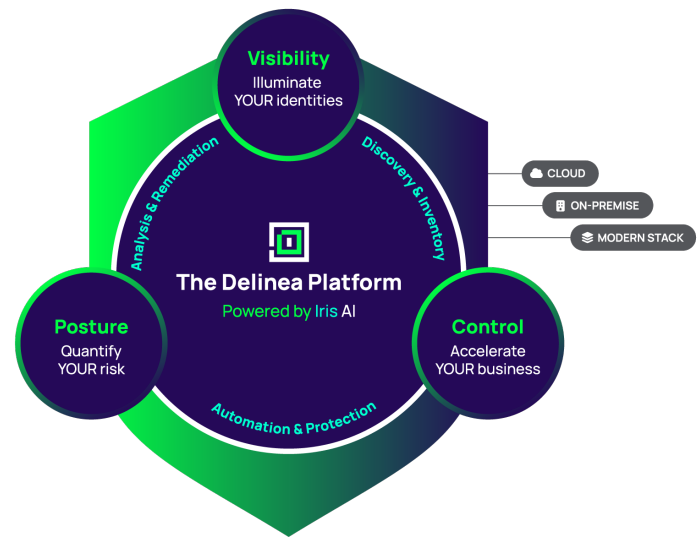 Visibility
Illuminate
YOUR identities
Analysis & Remediation
Discovery & Inventory
CLOUD
ON-PREMISE
MODERN STACK
The Delinea Platform
Powered by Iris AI
Posture
Quantify
YOUR risk
Control
Accelerate
YOUR business
Automation & Protection